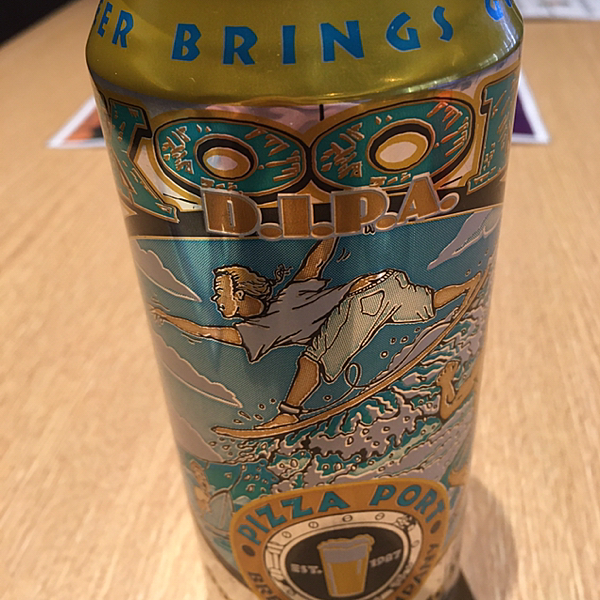 BRINGS
KOOK
D.I.P.A.
PIZZA PORT
EST. 1987